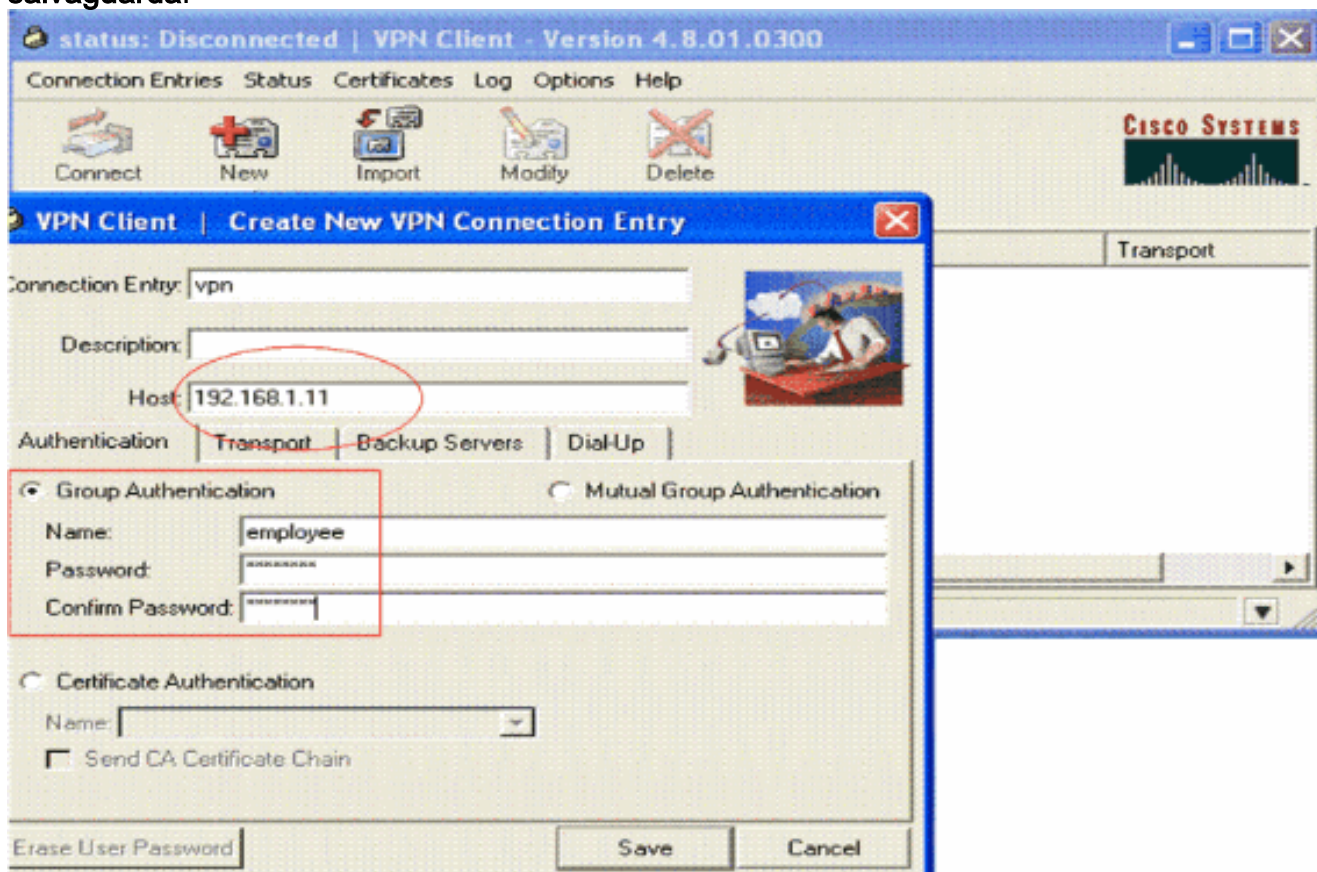 salvaguarda.
status: Disconnected | VPN Client - Version 4.8.01.0300
Connection Entries Status Certificates Log Options Help
Connect New Import Modify Delete
CISCO SYSTEMS
VPN Client | Create New VPN Connection Entry
Transport
Connection Entry: vpn
Description:
Host: 192.168.1.11
Authentication Transport Backup Servers Dial-Up
Group Authentication Mutual Group Authentication
Name: employee
Password: ********
Confirm Password: ********
Certificate Authentication
Name:
Send CA Certificate Chain
Erase User Password Save Cancel